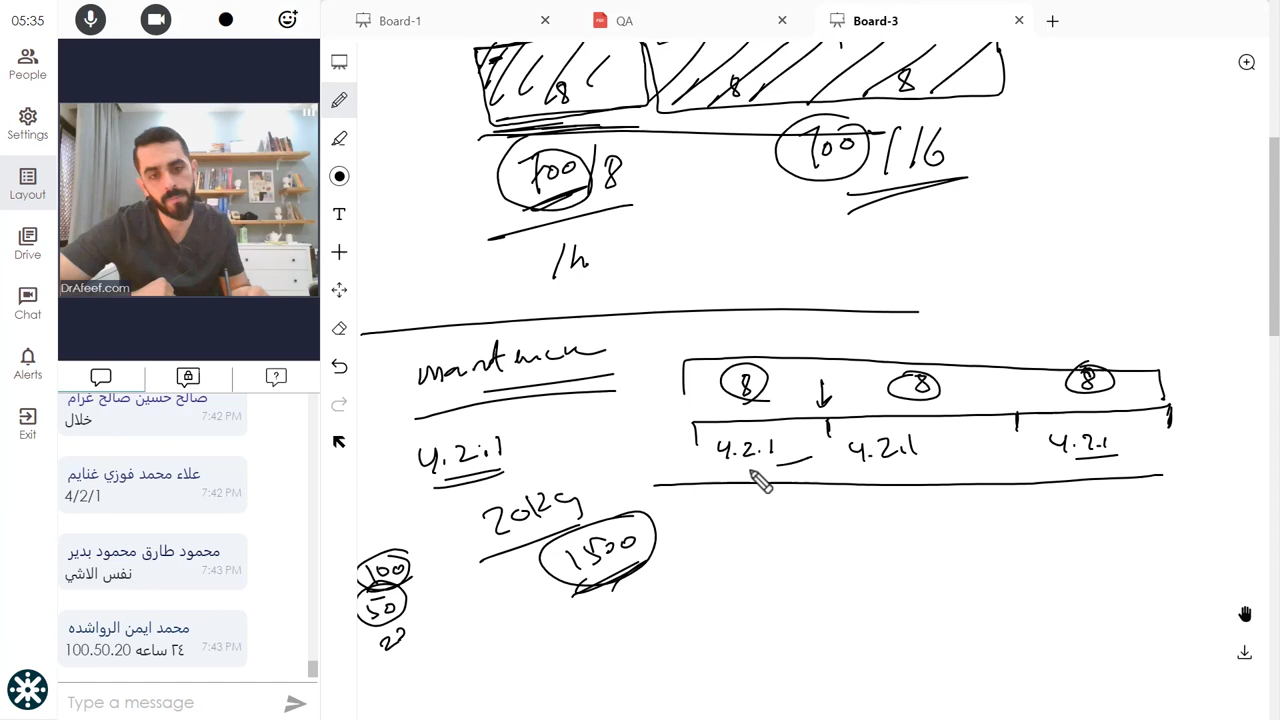 05:35
Board-1
QA
Board-3
People
Settings
Layout
Drive
Chat
Alerts
Exit
DrAfeef.com
صالح حسين صالح غرام
خلال
7:42 PM
علاء محمد فوزي غنايم
4/2/1
7:42 PM
محمود طارق محمود بدير
نفس الاشي
7:43 PM
محمد ايمن الرواشده
٢٤ ساعه 100.50.20
7:43 PM
Type a message
8 8 8
700/8
700/16
/h
8 8 8
4.2.1
4.2.1 4.2.1 4.2.1
20kg
1500
100
50
20